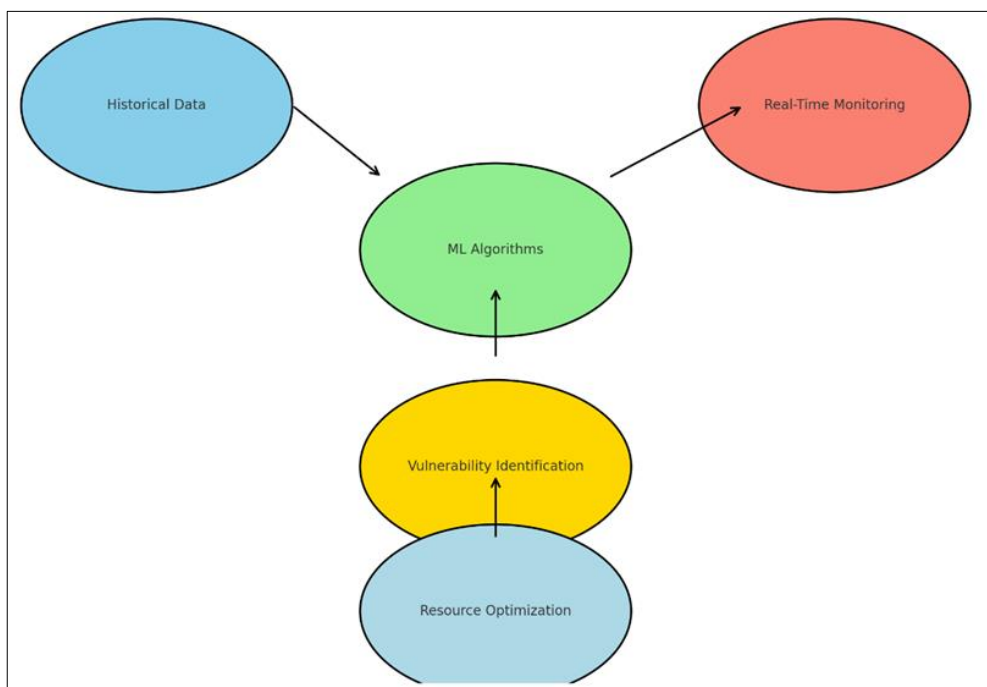 Historical Data
Real-Time Monitoring
ML Algorithms
Vulnerability Identification
Resource Optimization